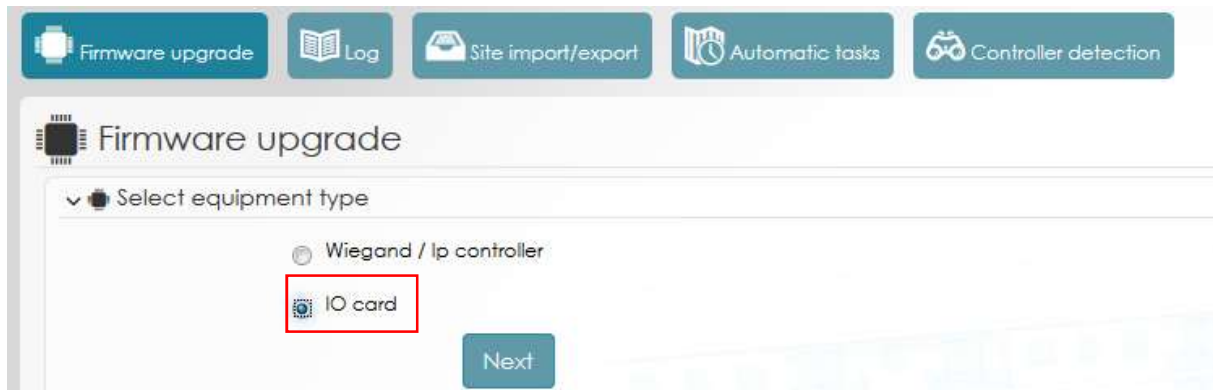 Firmware upgrade Log Site import/export Automatic tasks Controller detection
Firmware upgrade
Select equipment type
Wiegand / Ip controller
IO card
Next